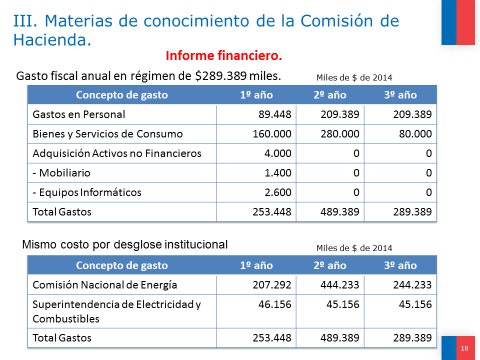 III. Materias de conocimiento de la Comisión de
Hacienda.
Informe financiero.
Gasto fiscal anual en régimen de $289.389 miles.
Miles de $ de 2014
Concepto de gasto 1º año 2º año 3º año
Gastos en Personal 89.448 209.389 209.389
Bienes y Servicios de Consumo 160.000 280.000 80.000
Adquisición Activos no Financieros 4.000 0 0
- Mobiliario 1.400 0 0
- Equipos Informáticos 2.600 0 0
Total Gastos 253.448 489.389 289.389
Mismo costo por desglose institucional
Miles de $ de 2014
Concepto de gasto 1º año 2º año 3º año
Comisión Nacional de Energía 207.292 444.233 244.233
Superintendencia de Electricidad y 46.156 45.156 45.156
Combustibles
Total Gastos 253.448 489.389 289.389
10